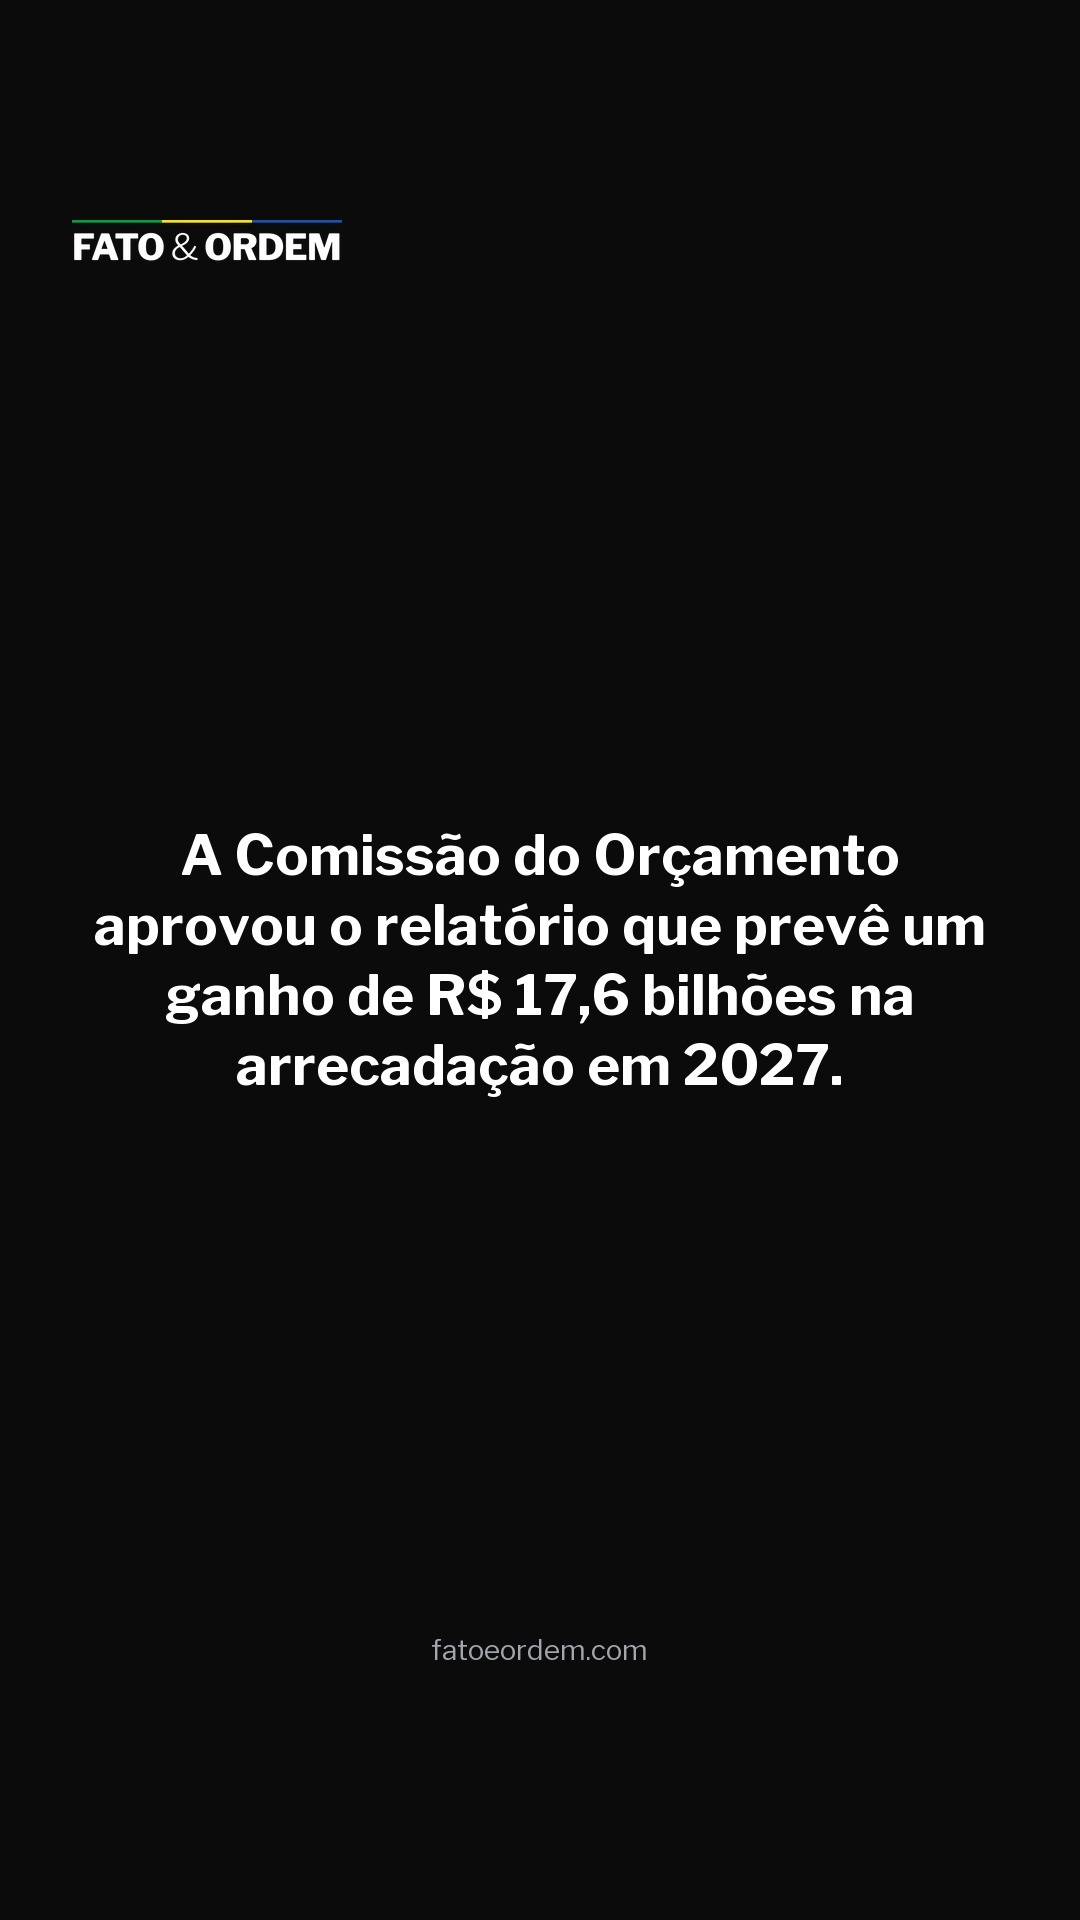 FATO & ORDEM
A Comissão do Orçamento
aprovou o relatório que prevê um
ganho de R$ 17,6 bilhões na
arrecadação em 2027.
fatoeordem.com